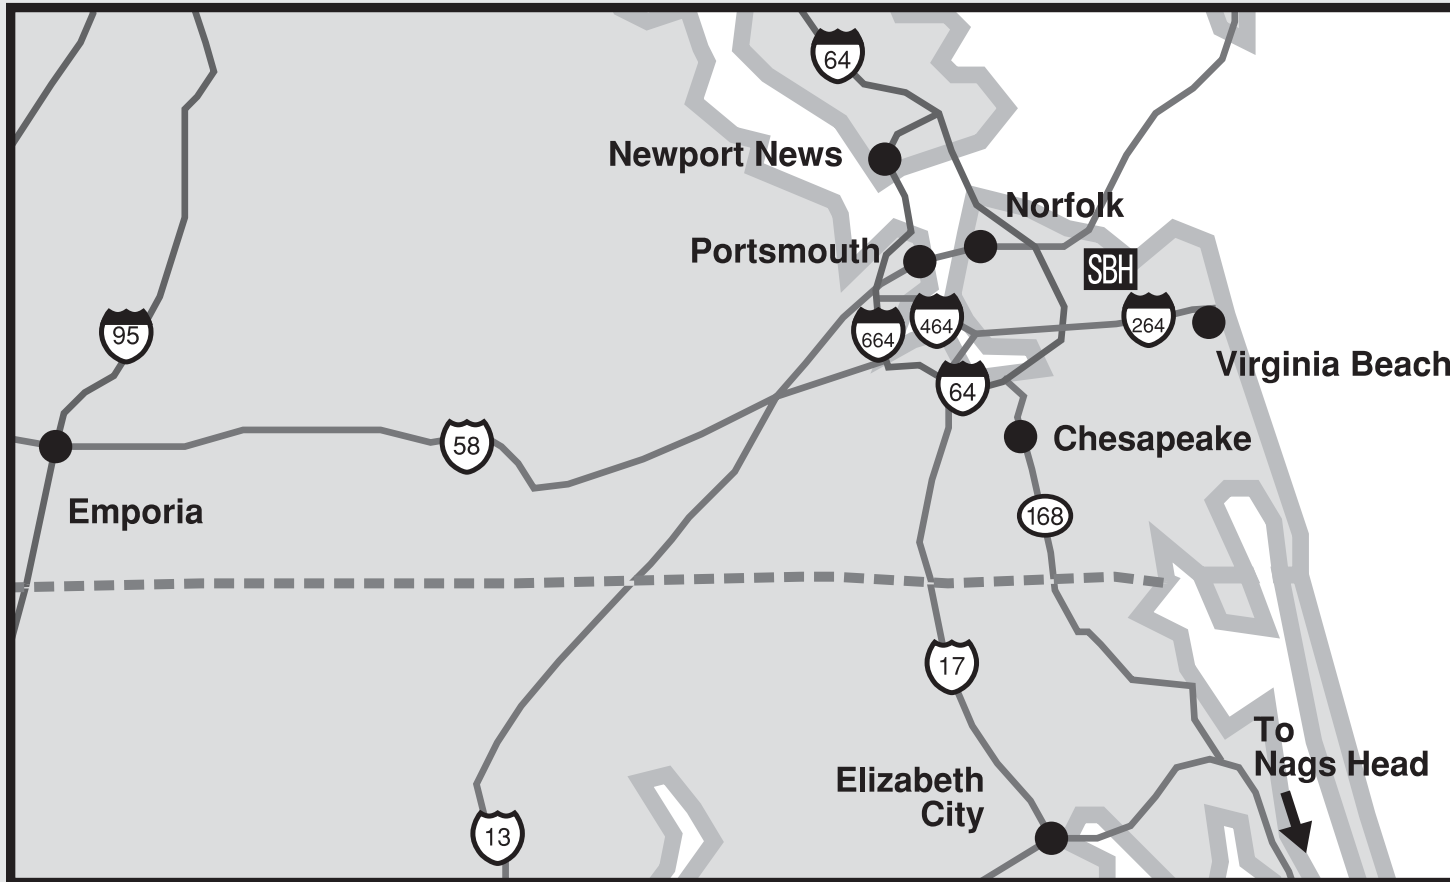 64
Newport News
Norfolk
Portsmouth
SBH
95
664
464
264
Virginia Beach
64
58
Chesapeake
Emporia
168
17
To
Nags Head
Elizabeth
City
13